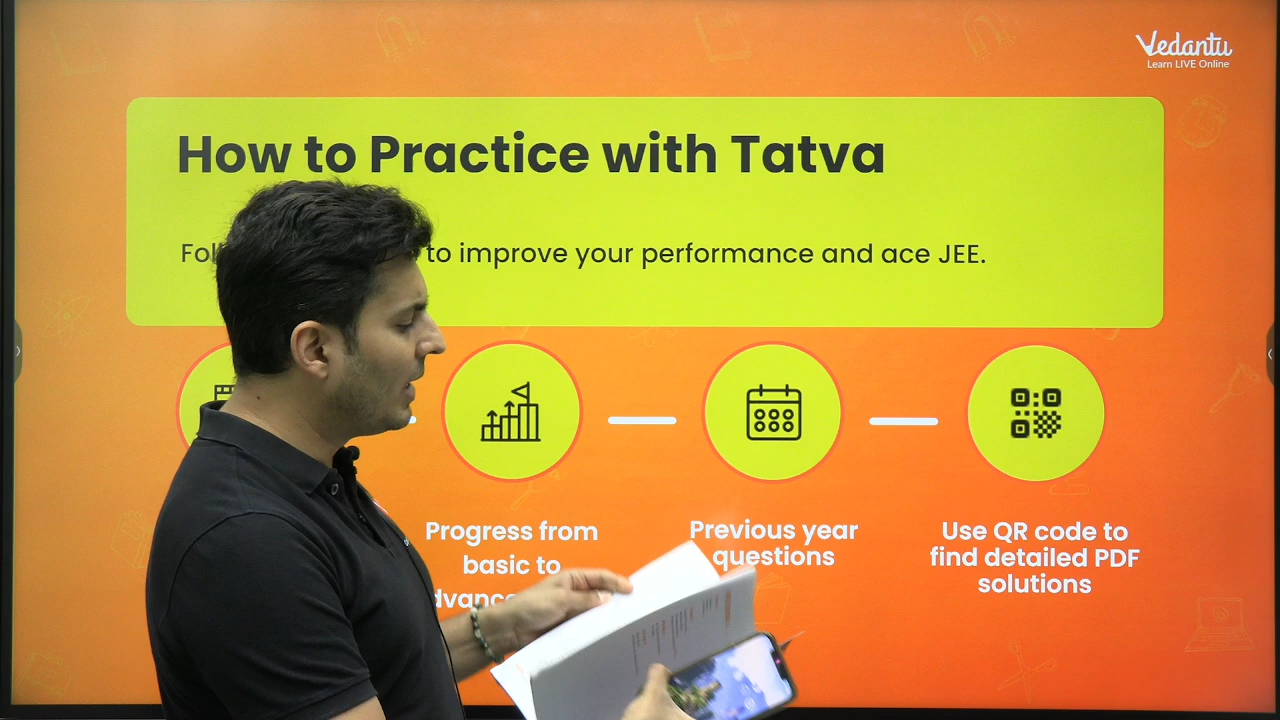 Vedantu
Learn LIVE Online
How to Practice with Tatva
to improve your performance and ace JEE.
Progress from
basic to
Previous year
questions
Use QR code to
find detailed PDF
solutions